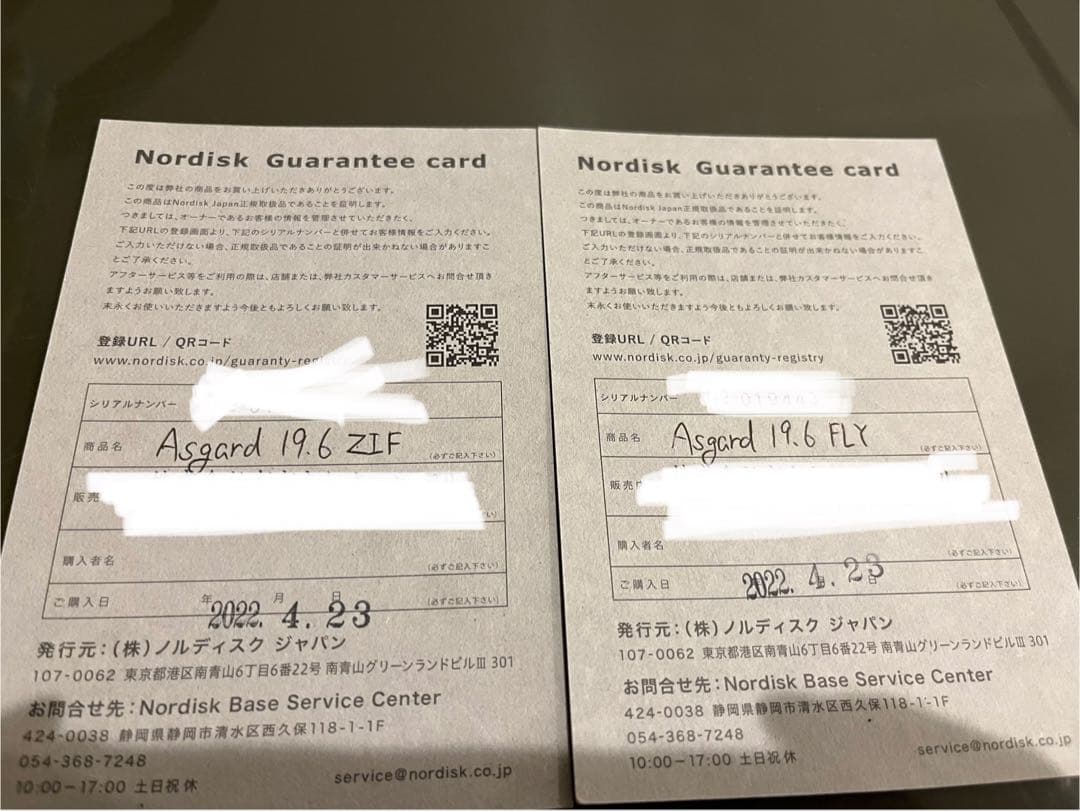 Nordisk Guarantee card
この度は弊社の商品をお買い上げいただきありがとうございます。
この商品はNordisk Japan正規取扱品であることを証明します。
つきましては、オーナーであるお客様の情報を管理させていただきたく、
下記URLの登録画面より、下記のシリアルナンバーと併せてお客様情報をご入力ください。
ご入力いただけない場合、正規取扱品であることの証明が出来かねない場合がありますこ
とご了承ください。
アフターサービス等をご利用の際は、店舗または、弊社カスタマーサービスへお問合せ頂き
ますようお願い致します。
末永くお使いいただきますよう今後ともよろしくお願い致します。
登録URL / QRコード
www.nordisk.co.jp/guaranty-reg
シリアルナンバー
商品名 Asgard 19.6 ZIF (必ずご記入下さい)
販売
購入者名 (必ずご記入下さい)
ご購入日 年 月 日 (必ずご記入下さい)
2022. 4. 23
発行元：(株)ノルディスク ジャパン
107-0062 東京都港区南青山6丁目6番22号 南青山グリーンランドビルⅢ 301
お問合せ先：Nordisk Base Service Center
424-0038 静岡県静岡市清水区西久保118-1-1F
054-368-7248
10:00－17:00 土日祝休
service@nordisk.co.jp
Nordisk Guarantee card
この度は弊社の商品をお買い上げいただきありがとうございます。
この商品はNordisk Japan正規取扱品であることを証明します。
つきましては、オーナーであるお客様の情報を管理させていただきたく、
下記URLの登録画面より、下記のシリアルナンバーと併せてお客様情報をご入力ください。
ご入力いただけない場合、正規取扱品であることの証明が出来かねない場合がありますこ
とご了承ください。
アフターサービス等をご利用の際は、店舗または、弊社カスタマーサービスへお問合せ頂き
ますようお願い致します。
末永くお使いいただきますよう今後ともよろしくお願い致します。
登録URL / QRコード
www.nordisk.co.jp/guaranty-registry
シリアルナンバー
商品名 Asgard 19.6 FLY (必ずご記入下さい)
販売
購入者名 (必ずご記入下さい)
ご購入日 2022. 4. 23 月 日 (必ずご記入下さい)
発行元：(株)ノルディスク ジャパン
107-0062 東京都港区南青山6丁目6番22号 南青山グリーンランドビルⅢ 301
お問合せ先：Nordisk Base Service Center
424-0038 静岡県静岡市清水区西久保118-1-1F
054-368-7248
10:00－17:00 土日祝休
service@nordisk.co.jp